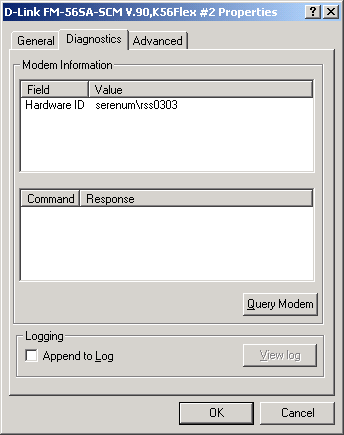 D-Link FM-56SA-SCM V.90,K56Flex #2 Properties
General Diagnostics Advanced
Modem Information
Field Value
Hardware ID serenum\rss0303
Command Response
Query Modem
Logging
Append to Log View log
OK Cancel